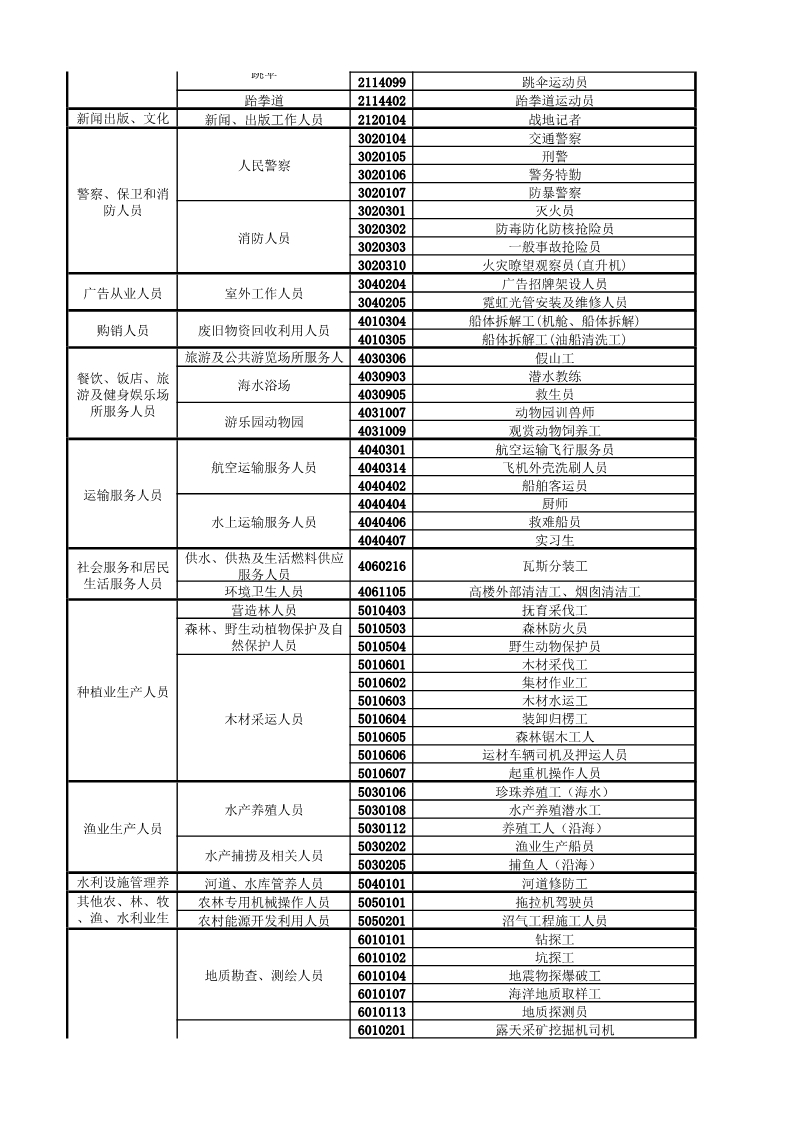 跳伞
2114099 跳伞运动员
跆拳道 2114402 跆拳道运动员
新闻出版、文化 新闻、出版工作人员 2120104 战地记者
警察、保卫和消
防人员
人民警察
3020104 交通警察
3020105 刑警
3020106 警务特勤
3020107 防暴警察
消防人员
3020301 灭火员
3020302 防毒防化防核抢险员
3020303 一般事故抢险员
3020310 火灾瞭望观察员(直升机)
广告从业人员 室外工作人员
3040204 广告招牌架设人员
3040205 霓虹光管安装及维修人员
购销人员 废旧物资回收利用人员
4010304 船体拆解工(机舱、船体拆解)
4010305 船体拆解工(油船清洗工)
餐饮、饭店、旅
游及健身娱乐场
所服务人员
旅游及公共游览场所服务人 4030306 假山工
海水浴场
4030903 潜水教练
4030905 救生员
游乐园动物园
4031007 动物园训兽师
4031009 观赏动物饲养工
运输服务人员
航空运输服务人员
4040301 航空运输飞行服务员
4040314 飞机外壳洗刷人员
4040402 船舶客运员
水上运输服务人员
4040404 厨师
4040406 救难船员
4040407 实习生
社会服务和居民
生活服务人员
供水、供热及生活燃料供应
服务人员
4060216 瓦斯分装工
环境卫生人员 4061105 高楼外部清洁工、烟囱清洁工
种植业生产人员
营造林人员 5010403 抚育采伐工
森林、野生动植物保护及自
然保护人员
5010503 森林防火员
5010504 野生动物保护员
木材采运人员
5010601 木材采伐工
5010602 集材作业工
5010603 木材水运工
5010604 装卸归楞工
5010605 森林锯木工人
5010606 运材车辆司机及押运人员
5010607 起重机操作人员
渔业生产人员
水产养殖人员
5030106 珍珠养殖工（海水）
5030108 水产养殖潜水工
5030112 养殖工人（沿海）
水产捕捞及相关人员
5030202 渔业生产船员
5030205 捕鱼人（沿海）
水利设施管理养 河道、水库管养人员 5040101 河道修防工
其他农、林、牧
、渔、水利业生
农林专用机械操作人员 5050101 拖拉机驾驶员
农村能源开发利用人员 5050201 沼气工程施工人员
地质勘查、测绘人员
6010101 钻探工
6010102 坑探工
6010104 地震物探爆破工
6010107 海洋地质取样工
6010113 地质探测员
6010201 露天采矿挖掘机司机